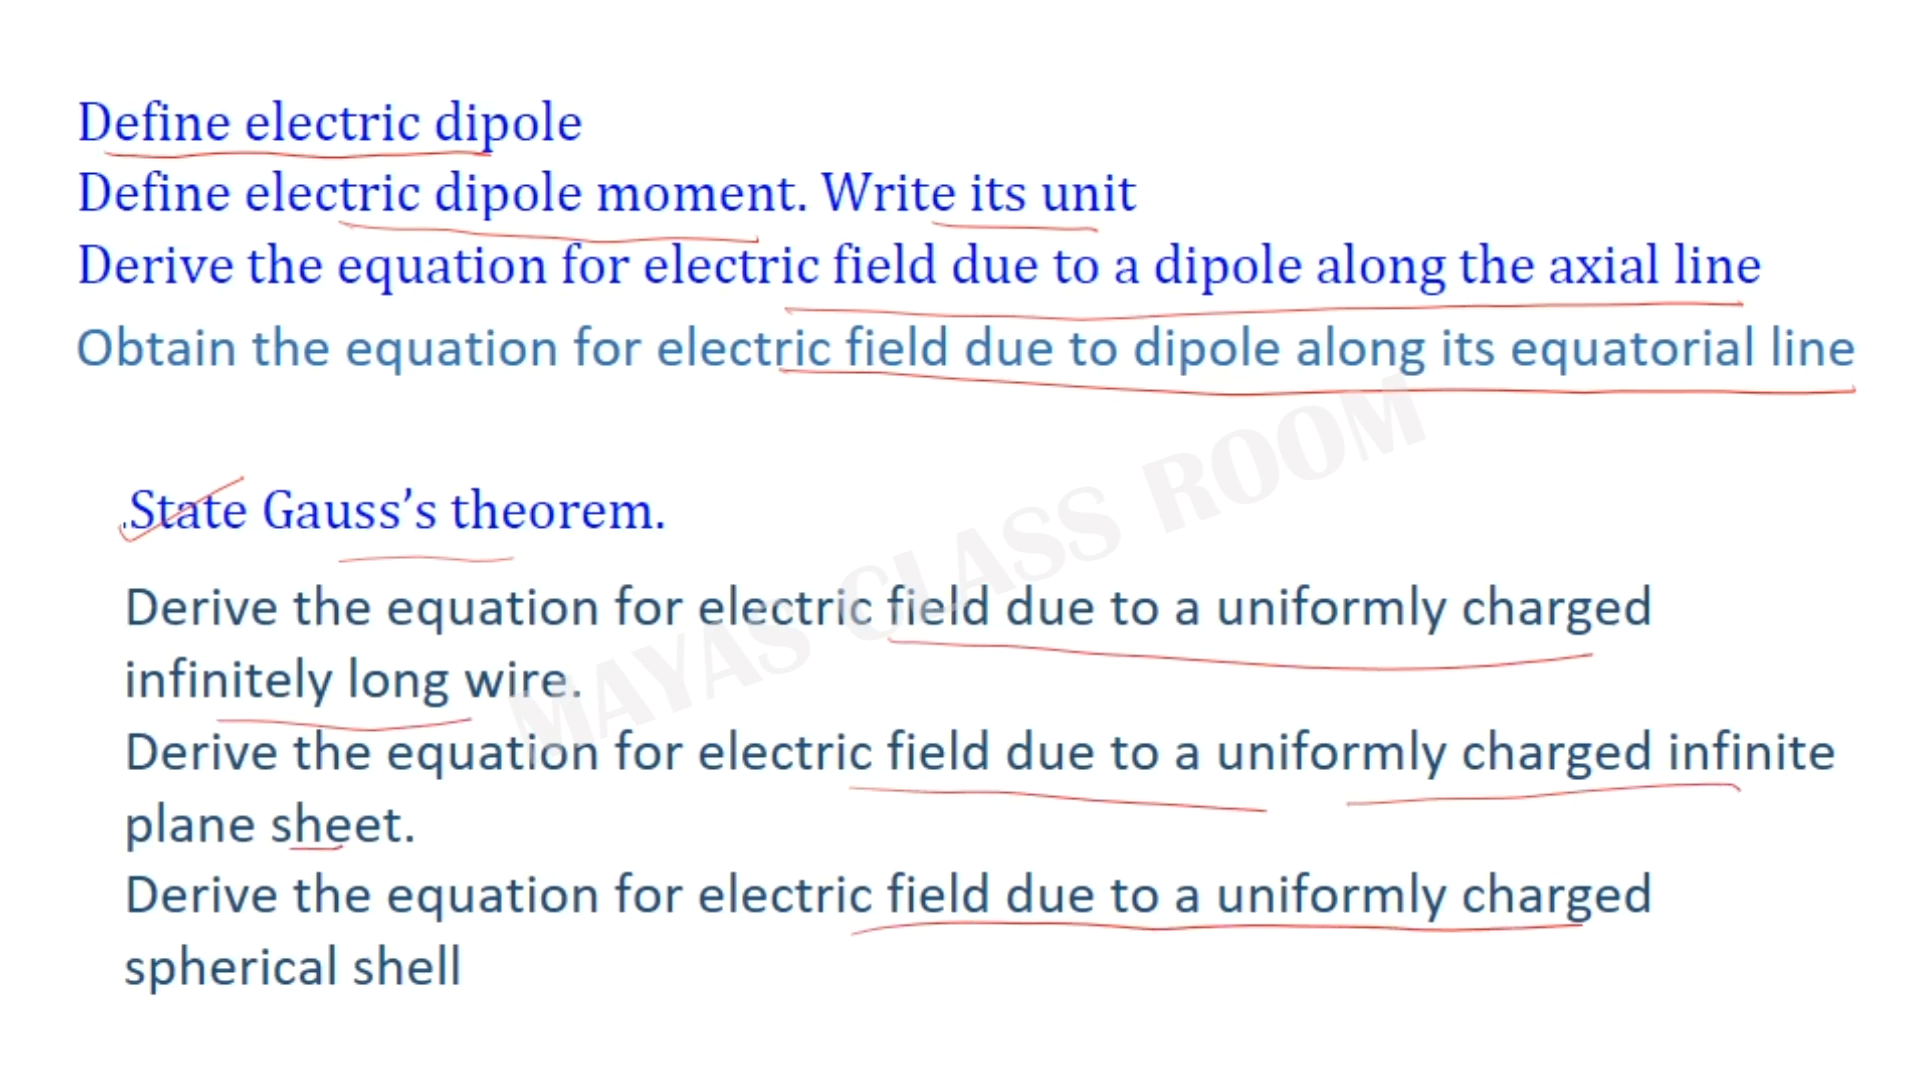 Define electric dipole
Define electric dipole moment. Write its unit
Derive the equation for electric field due to a dipole along the axial line
Obtain the equation for electric field due to dipole along its equatorial line
.State Gauss’s theorem.
Derive the equation for electric field due to a uniformly charged
infinitely long wire.
Derive the equation for electric field due to a uniformly charged infinite
plane sheet.
Derive the equation for electric field due to a uniformly charged
spherical shell
MAYAS CLASS ROOM